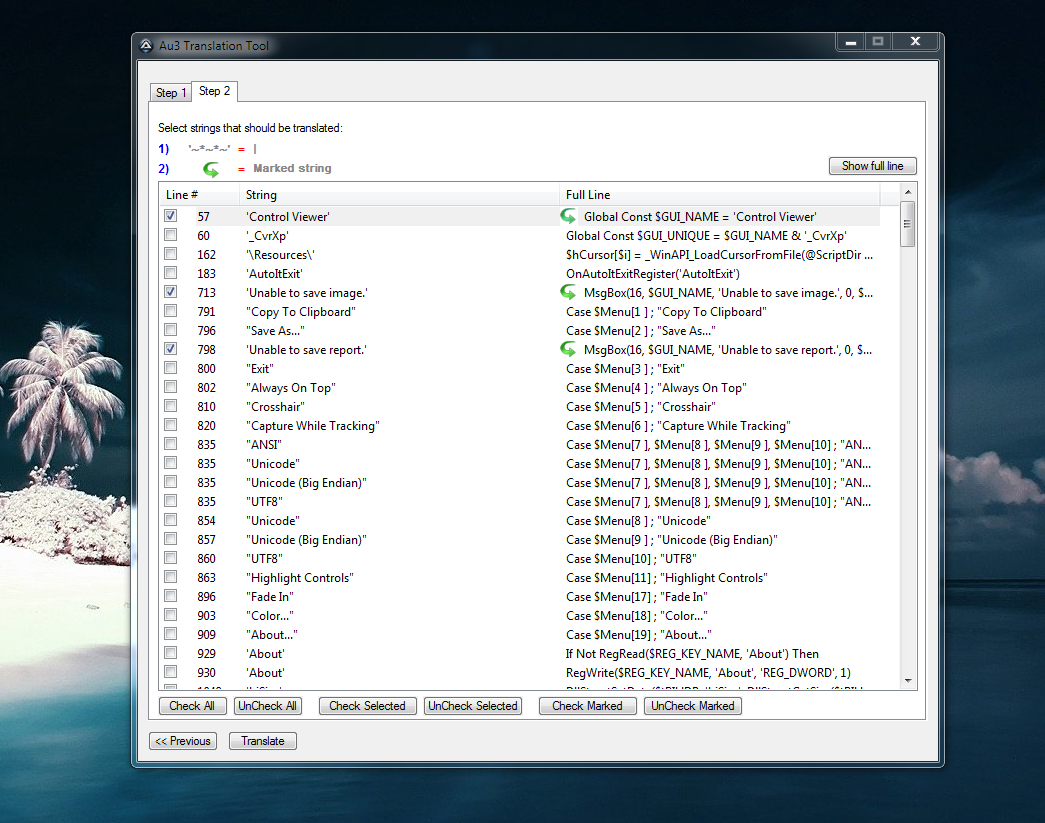 Au3 Translation Tool
Step 1 Step 2
Select strings that should be translated:
1) '~*~*~' = |
2) = Marked string
Show full line
Line # String Full Line
57 'Control Viewer' Global Const $GUI_NAME = 'Control Viewer'
60 '_CvrXp' Global Const $GUI_UNIQUE = $GUI_NAME & '_CvrXp'
162 '\Resources\' $hCursor[$i] = _WinAPI_LoadCursorFromFile(@ScriptDir ...
183 'AutoItExit' OnAutoItExitRegister('AutoItExit')
713 'Unable to save image.' MsgBox(16, $GUI_NAME, 'Unable to save image.', 0, $...
791 "Copy To Clipboard" Case $Menu[1 ] ; "Copy To Clipboard"
796 "Save As..." Case $Menu[2 ] ; "Save As..."
798 'Unable to save report.' MsgBox(16, $GUI_NAME, 'Unable to save report.', 0, $...
800 "Exit" Case $Menu[3 ] ; "Exit"
802 "Always On Top" Case $Menu[4 ] ; "Always On Top"
810 "Crosshair" Case $Menu[5 ] ; "Crosshair"
820 "Capture While Tracking" Case $Menu[6 ] ; "Capture While Tracking"
835 "ANSI" Case $Menu[7 ], $Menu[8 ], $Menu[9 ], $Menu[10] ; "AN...
835 "Unicode" Case $Menu[7 ], $Menu[8 ], $Menu[9 ], $Menu[10] ; "AN...
835 "Unicode (Big Endian)" Case $Menu[7 ], $Menu[8 ], $Menu[9 ], $Menu[10] ; "AN...
835 "UTF8" Case $Menu[7 ], $Menu[8 ], $Menu[9 ], $Menu[10] ; "AN...
854 "Unicode" Case $Menu[8 ] ; "Unicode"
857 "Unicode (Big Endian)" Case $Menu[9 ] ; "Unicode (Big Endian)"
860 "UTF8" Case $Menu[10] ; "UTF8"
863 "Highlight Controls" Case $Menu[11] ; "Highlight Controls"
896 "Fade In" Case $Menu[17] ; "Fade In"
903 "Color..." Case $Menu[18] ; "Color..."
909 "About..." Case $Menu[19] ; "About..."
929 'About' If Not RegRead($REG_KEY_NAME, 'About') Then
930 'About' RegWrite($REG_KEY_NAME, 'About', 'REG_DWORD', 1)
Check All UnCheck All Check Selected UnCheck Selected Check Marked UnCheck Marked
<< Previous Translate